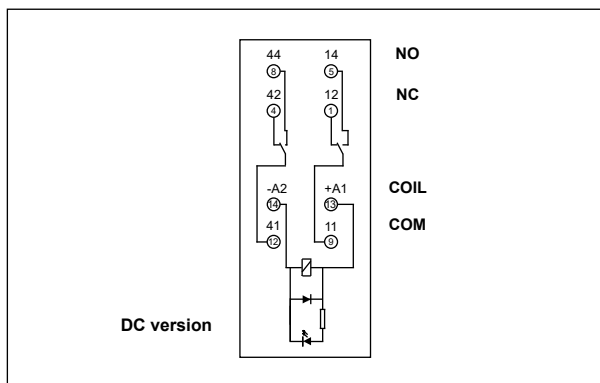 44 14 NO
8 5
42 12 NC
4 1
-A2 +A1 COIL
14 13
41 11 COM
12 9
DC version